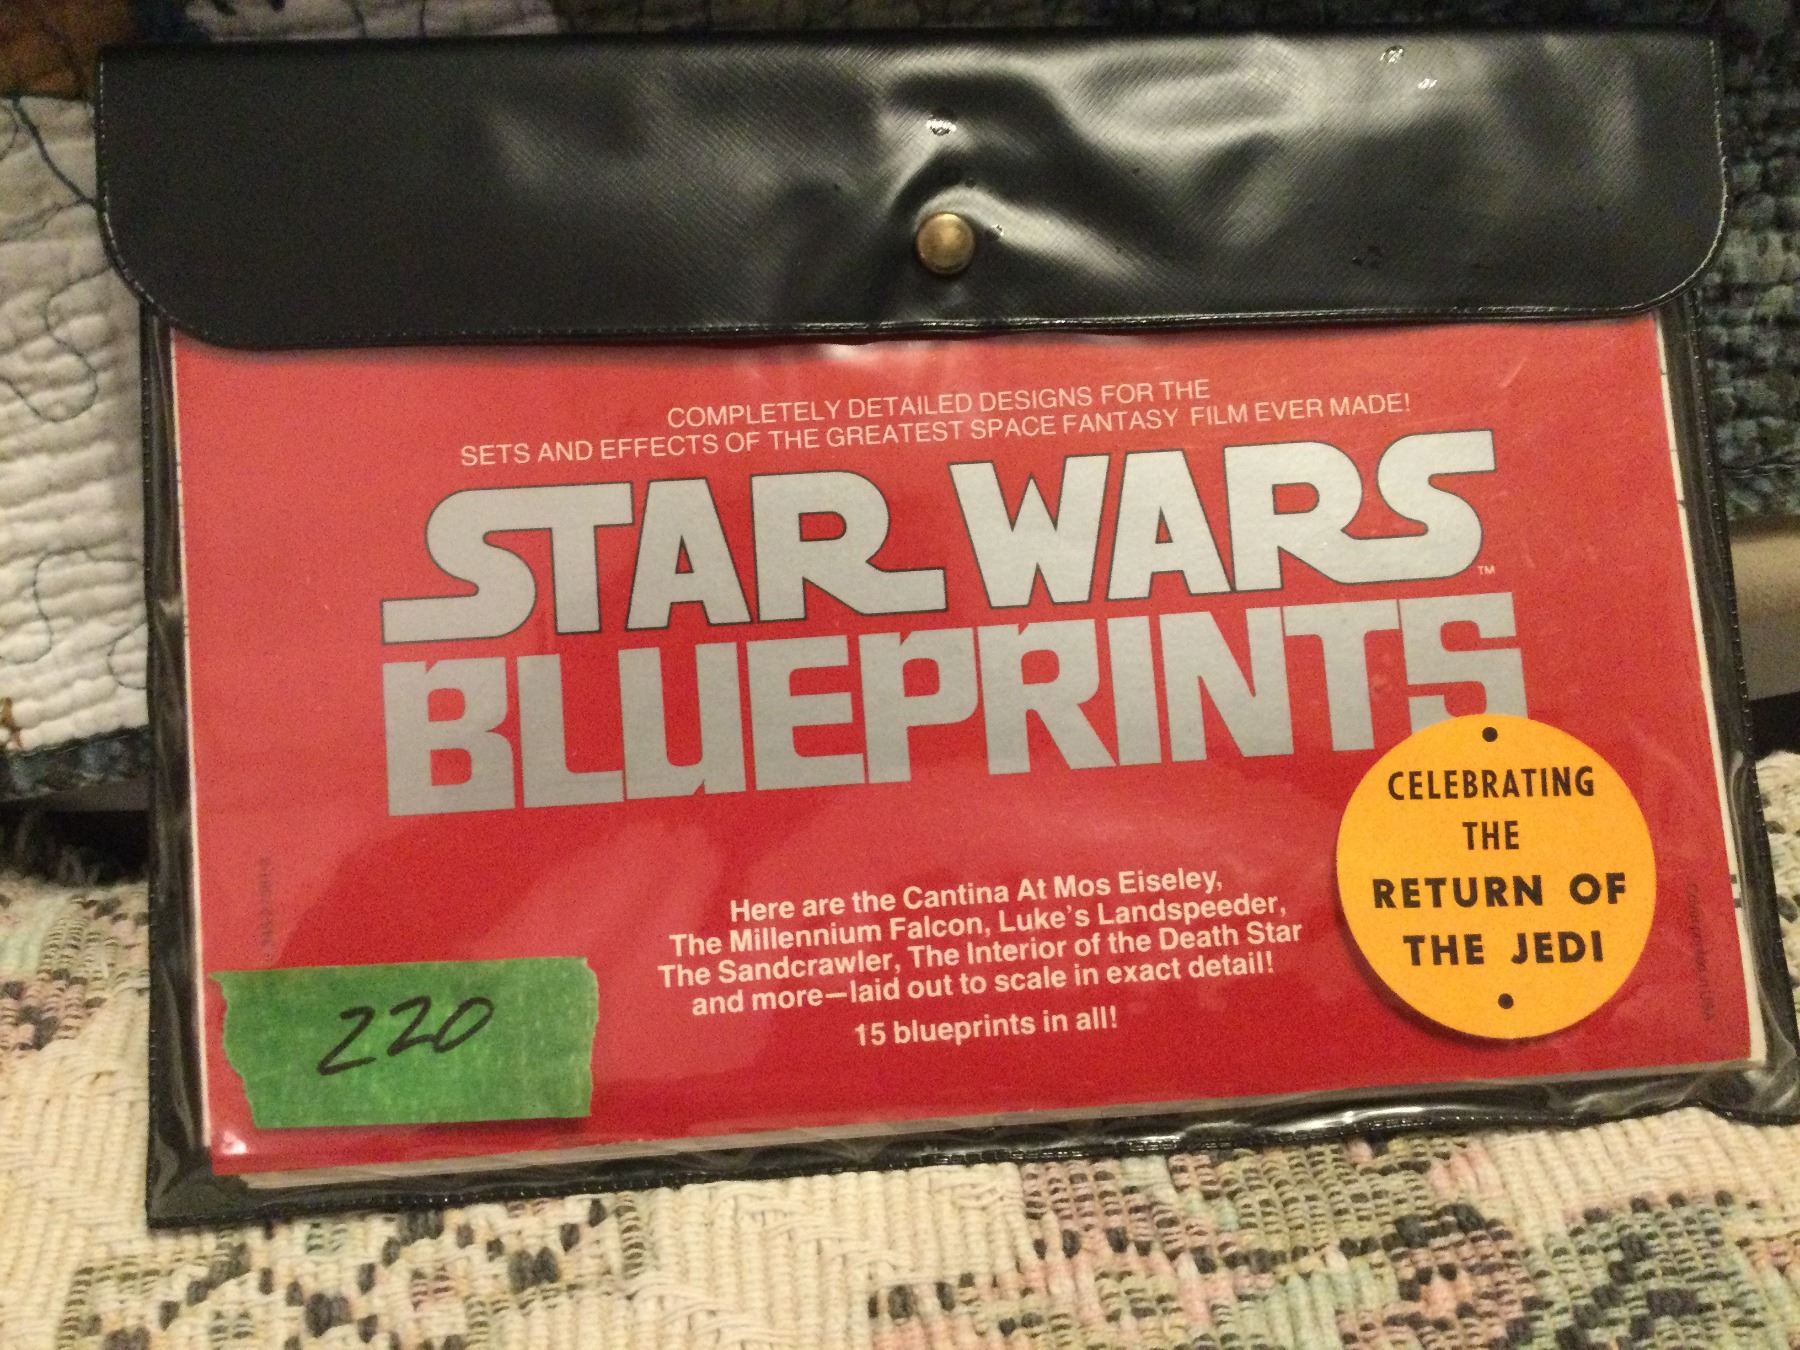 COMPLETELY DETAILED DESIGNS FOR THE
SETS AND EFFECTS OF THE GREATEST SPACE FANTASY FILM EVER MADE!
STAR WARS
TM
BLUEPRINTS
CELEBRATING
THE
RETURN OF
THE JEDI
Here are the Cantina At Mos Eiseley,
The Millennium Falcon, Luke's Landspeeder,
The Sandcrawler, The Interior of the Death Star
and more—laid out to scale in exact detail!
15 blueprints in all!
220